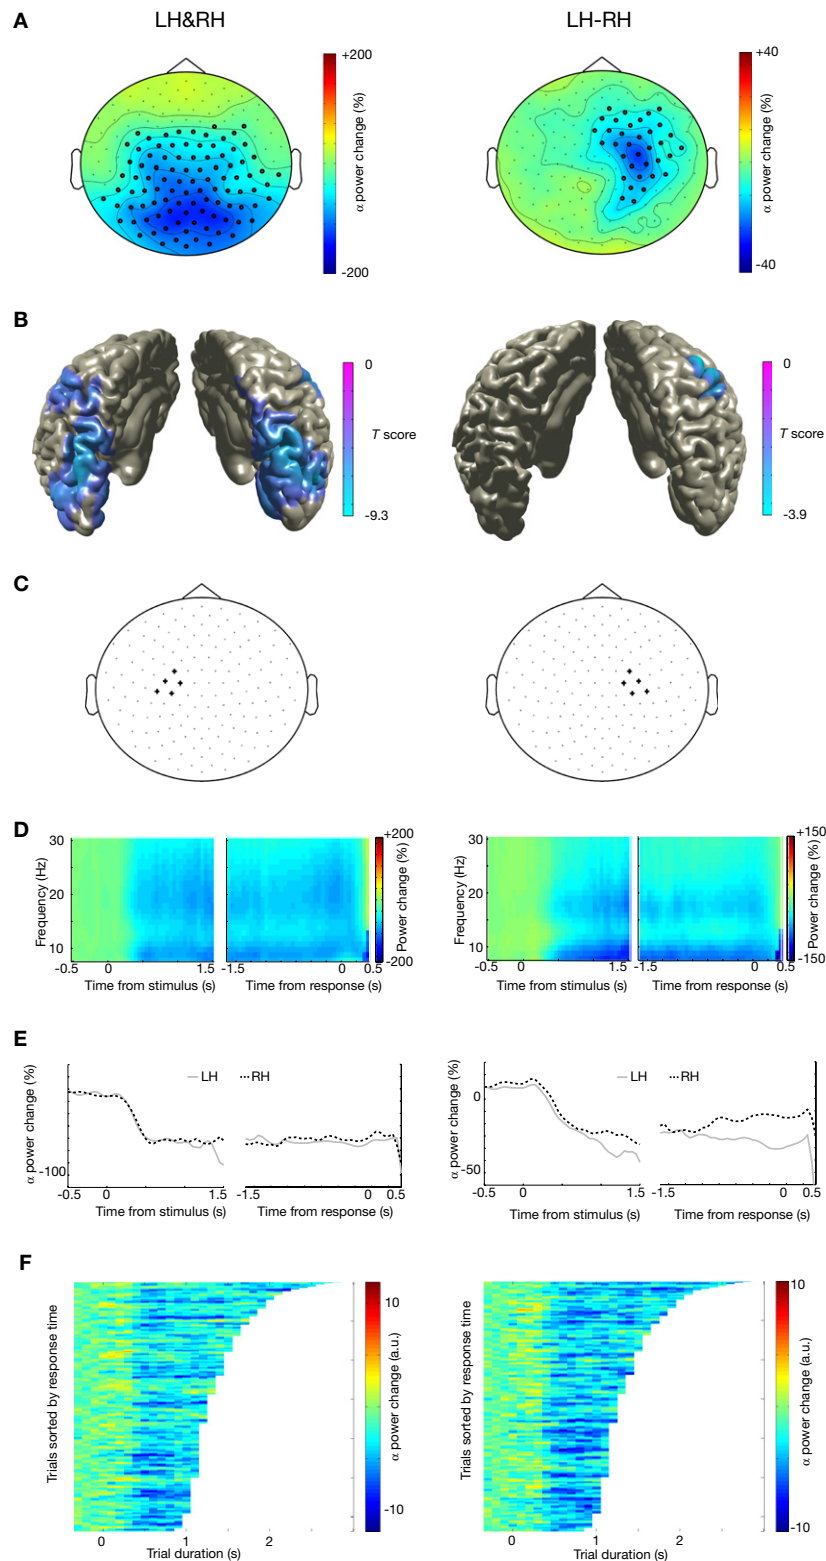 A
LH&RH
LH-RH
+200
α power change (%)
-200
+40
α power change (%)
-40
B
0
T score
-9.3
0
T score
-3.9
C
D
30
20
10
Frequency (Hz)
-0.5 0 1.5
Time from stimulus (s)
-1.5 0 0.5
Time from response (s)
+200
Power change (%)
-200
30
20
10
Frequency (Hz)
-0.5 0 1.5
Time from stimulus (s)
-1.5 0 0.5
Time from response (s)
+150
Power change (%)
-150
E
α power change (%)
LH RH
-100
-0.5 0 1.5
Time from stimulus (s)
-1.5 0 0.5
Time from response (s)
α power change (%)
LH RH
0
-50
-0.5 0 1.5
Time from stimulus (s)
-1.5 0 0.5
Time from response (s)
F
Trials sorted by response time
0 1 2
Trial duration (s)
10
α power change (a.u.)
-10
Trials sorted by response time
0 1 2
Trial duration (s)
10
α power change (a.u.)
-10